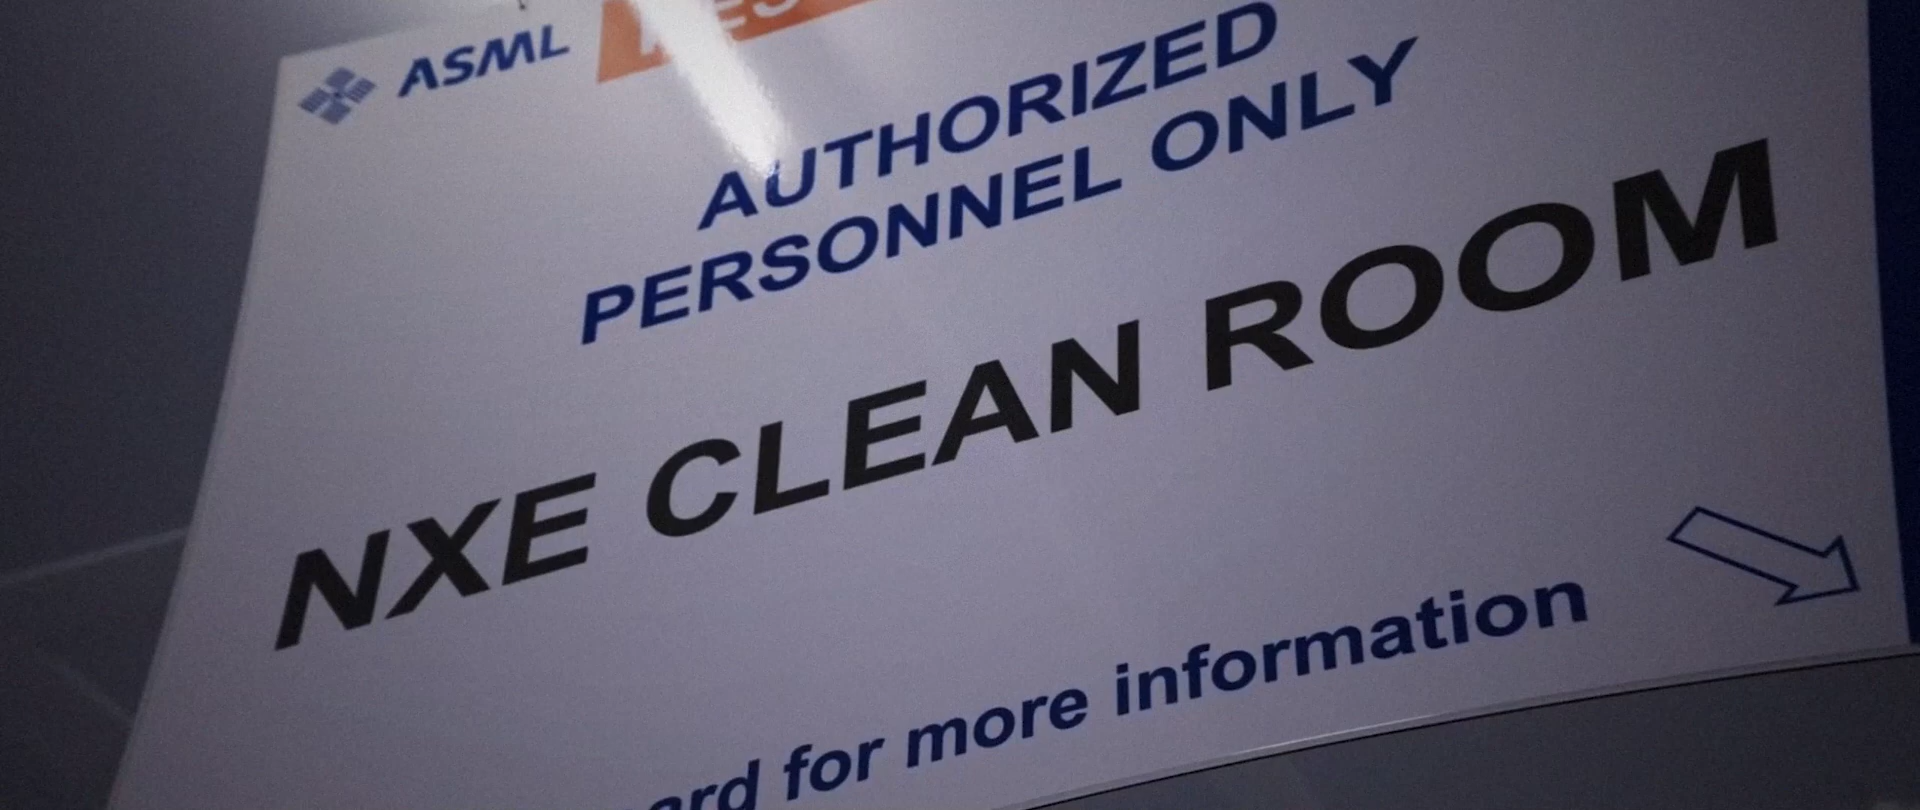 ASML
AUTHORIZED
PERSONNEL ONLY
NXE CLEAN ROOM
for more information